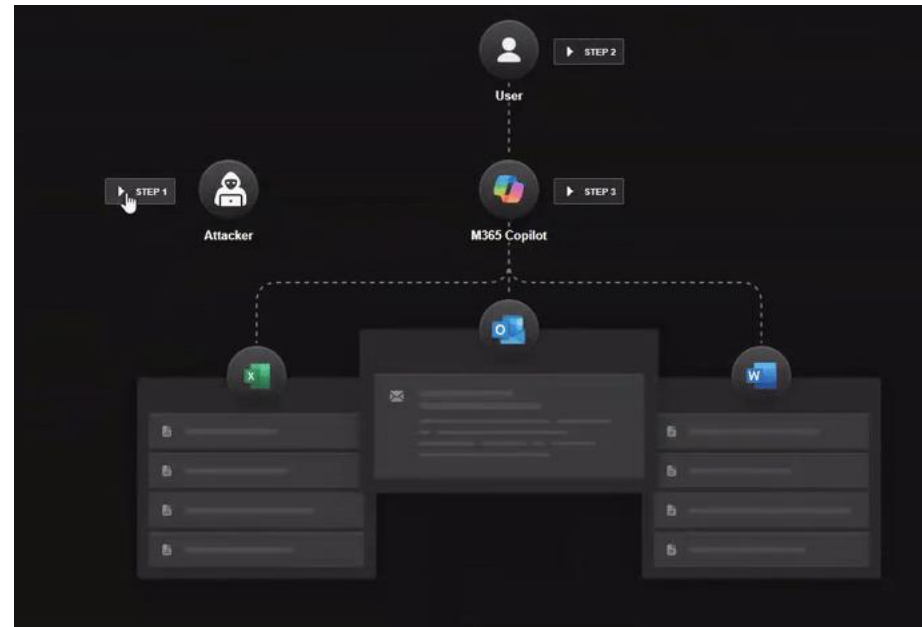 STEP 2
User
STEP 1
STEP 3
Attacker
M365 Copilot
O
X
W